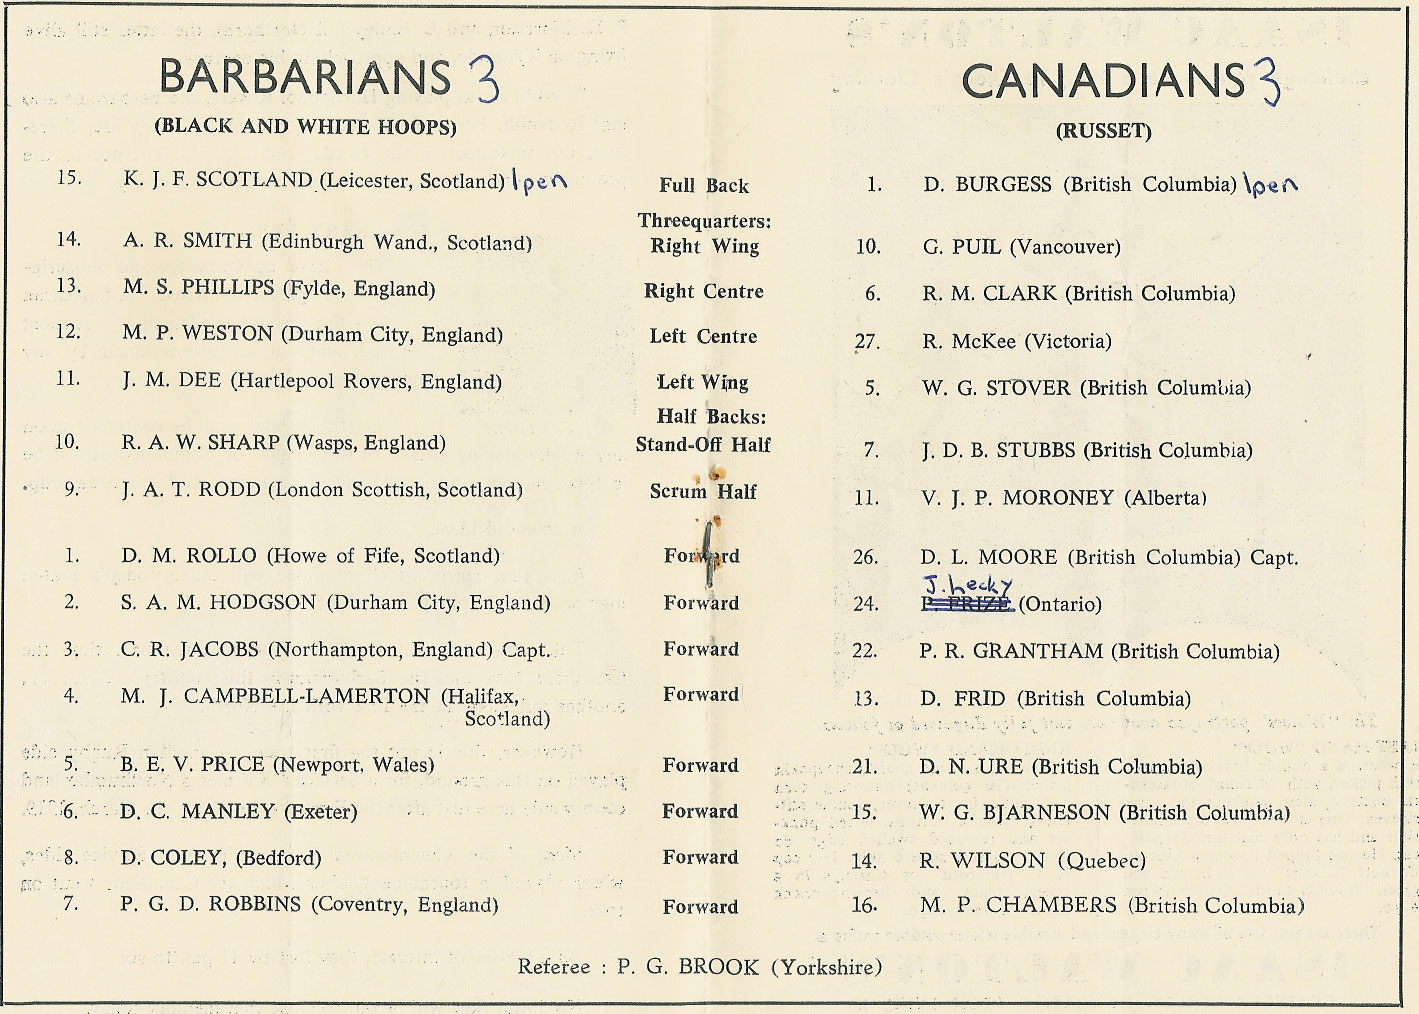 BARBARIANS 3
(BLACK AND WHITE HOOPS)
CANADIANS 3
(RUSSET)
15. K. J. F. SCOTLAND (Leicester, Scotland) 1pen Full Back 1. D. BURGESS (British Columbia) 1pen
Threequarters:
14. A. R. SMITH (Edinburgh Wand., Scotland) Right Wing 10. G. PUIL (Vancouver)
13. M. S. PHILLIPS (Fylde, England) Right Centre 6. R. M. CLARK (British Columbia)
12. M. P. WESTON (Durham City, England) Left Centre 27. R. McKee (Victoria)
11. J. M. DEE (Hartlepool Rovers, England) Left Wing 5. W. G. STOVER (British Columbia)
Half Backs:
10. R. A. W. SHARP (Wasps, England) Stand-Off Half 7. J. D. B. STUBBS (British Columbia)
9. J. A. T. RODD (London Scottish, Scotland) Scrum Half 11. V. J. P. MORONEY (Alberta)
1. D. M. ROLLO (Howe of Fife, Scotland) Forward 26. D. L. MOORE (British Columbia) Capt.
J. Lecky
2. S. A. M. HODGSON (Durham City, England) Forward 24. P. FRIZE (Ontario)
3. C. R. JACOBS (Northampton, England) Capt. Forward 22. P. R. GRANTHAM (British Columbia)
4. M. J. CAMPBELL-LAMERTON (Halifax, Forward 13. D. FRID (British Columbia)
Scotland)
5. B. E. V. PRICE (Newport, Wales) Forward 21. D. N. URE (British Columbia)
6. D. C. MANLEY (Exeter) Forward 15. W. G. BJARNESON (British Columbia)
8. D. COLEY, (Bedford) Forward 14. R. WILSON (Quebec)
7. P. G. D. ROBBINS (Coventry, England) Forward 16. M. P. CHAMBERS (British Columbia)
Referee : P. G. BROOK (Yorkshire)